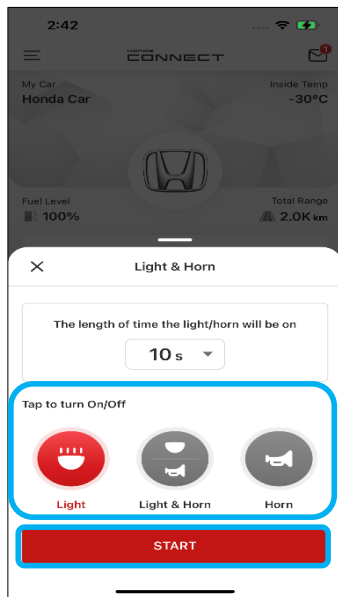 2:42
HONDA
CONNECT
My Car
Inside Temp
Honda Car
-30°C
Fuel Level
Total Range
100%
2.0K km
Light & Horn
The length of time the light/horn will be on
10 s
Tap to turn On/Off
Light
Light & Horn
Horn
START